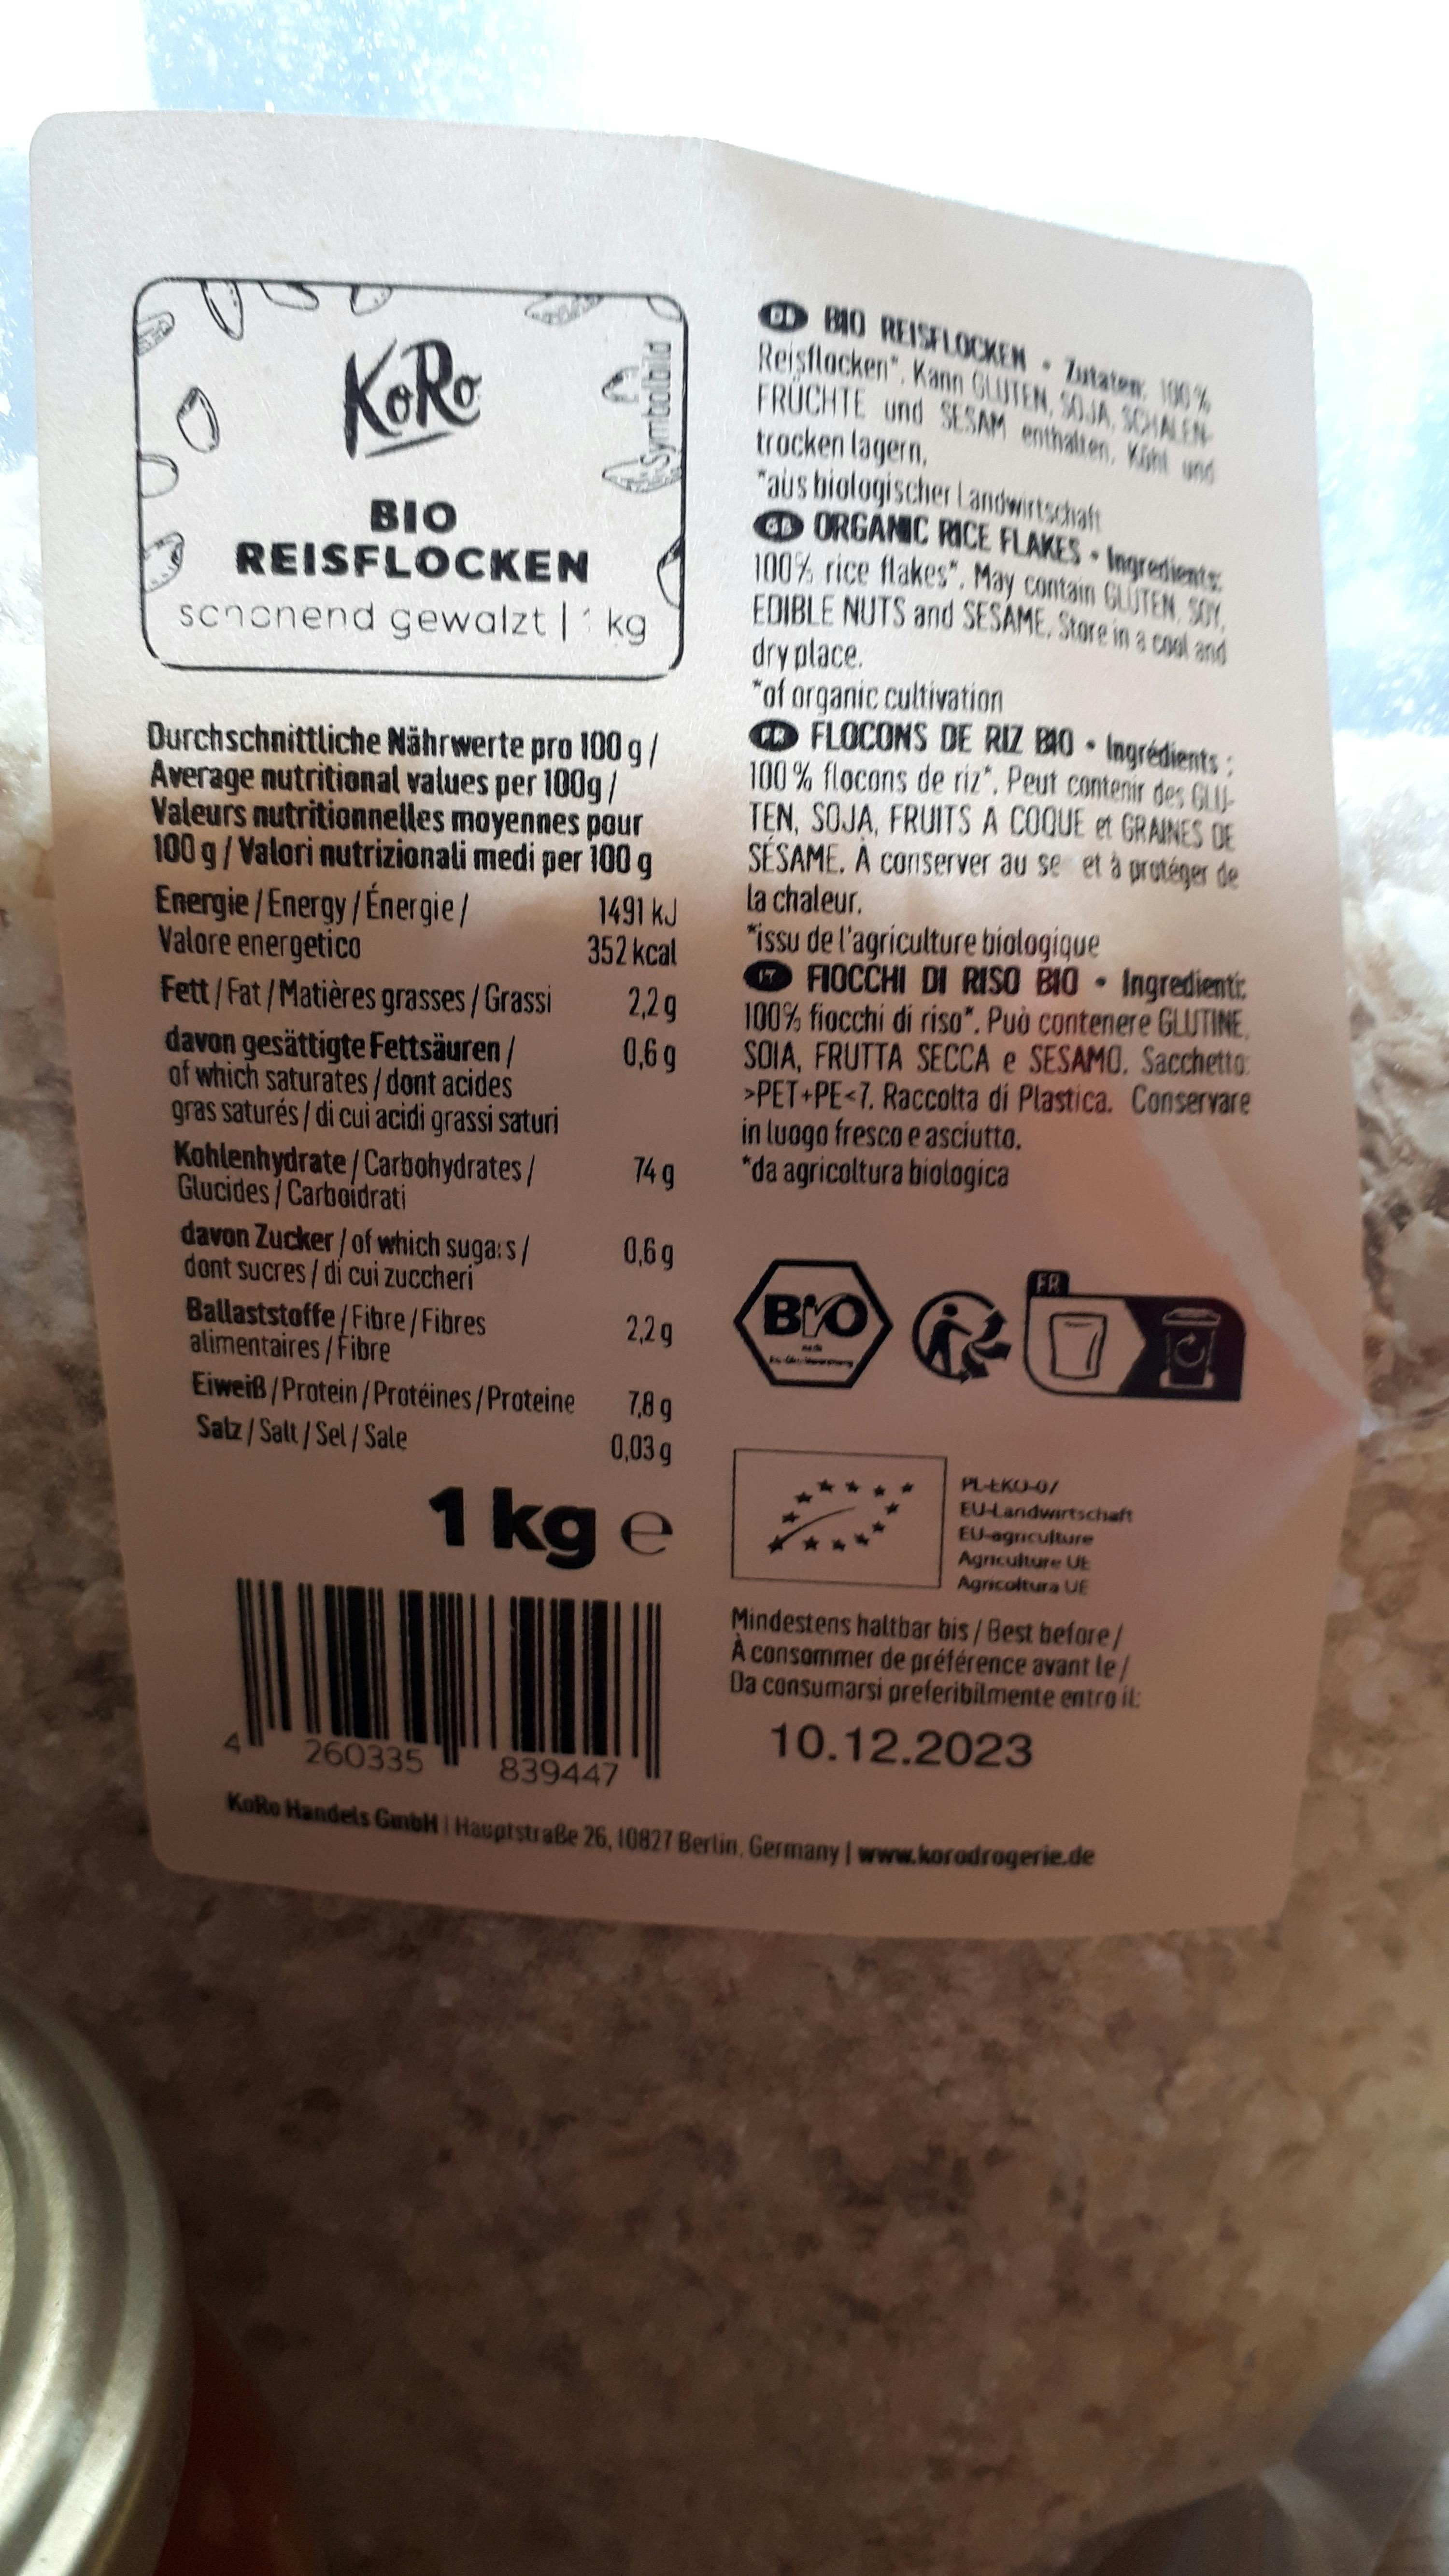 KoRo
Symbolbild
BIO
REISFLOCKEN
schonend gewalzt | 1 kg
Durchschnittliche Nährwerte pro 100 g /
Average nutritional values per 100g /
Valeurs nutritionnelles moyennes pour
100 g / Valori nutrizionali medi per 100 g
Energie / Energy / Énergie / 1491 kJ
Valore energetico 352 kcal
Fett / Fat / Matières grasses / Grassi 2,2 g
davon gesättigte Fettsäuren / 0,6 g
of which saturates / dont acides
gras saturés / di cui acidi grassi saturi
Kohlenhydrate / Carbohydrates / 74 g
Glucides / Carboidrati
davon Zucker / of which sugars / 0,6 g
dont sucres / di cui zuccheri
Ballaststoffe / Fibre / Fibres 2,2 g
alimentaires / Fibre
Eiweiß / Protein / Protéines / Proteine 7,8 g
Salz / Salt / Sel / Sale 0,03 g
1 kg e
4 260335 839447
DE BIO REISFLOCKEN • Zutaten: 100%
Reisflocken*. Kann GLUTEN, SOJA, SCHALEN-
FRÜCHTE und SESAM enthalten. Kühl und
trocken lagern.
*aus biologischer Landwirtschaft
GB ORGANIC RICE FLAKES • Ingredients:
100% rice flakes*. May contain GLUTEN, SOY,
EDIBLE NUTS and SESAME. Store in a cool and
dry place.
*of organic cultivation
FR FLOCONS DE RIZ BIO • Ingrédients :
100 % flocons de riz*. Peut contenir des GLU-
TEN, SOJA, FRUITS A COQUE et GRAINES DE
SÉSAME. À conserver au se et à protéger de
la chaleur.
*issu de l'agriculture biologique
IT FIOCCHI DI RISO BIO • Ingredienti:
100% fiocchi di riso*. Può contenere GLUTINE,
SOIA, FRUTTA SECCA e SESAMO. Sacchetto:
>PET+PE<7. Raccolta di Plastica. Conservare
in luogo fresco e asciutto.
*da agricoltura biologica
BIO
nach
EG-Öko-Verordnung
FR
PL-EKO-07
EU-Landwirtschaft
EU-agriculture
Agriculture UE
Agricoltura UE
Mindestens haltbar bis / Best before /
À consommer de préférence avant le /
Da consumarsi preferibilmente entro il:
10.12.2023
KoRo Handels GmbH | Hauptstraße 26, 10827 Berlin, Germany | www.korodrogerie.de